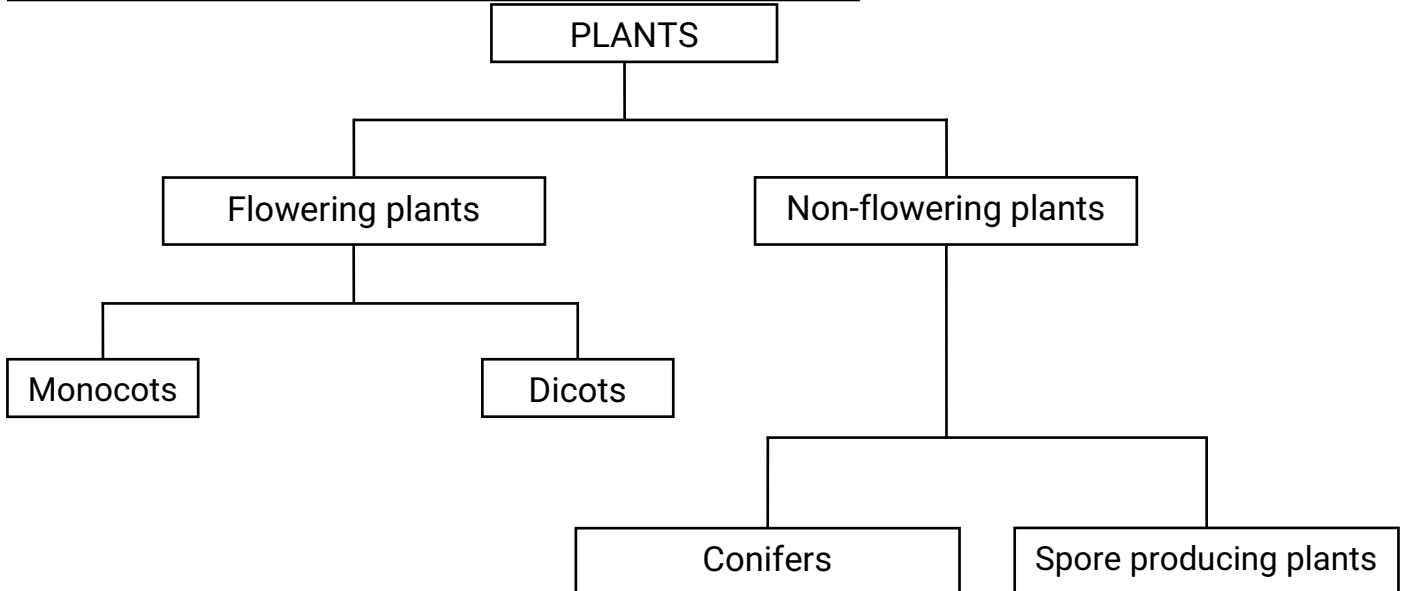 PLANTS
Flowering plants
Non-flowering plants
Monocots
Dicots
Conifers
Spore producing plants